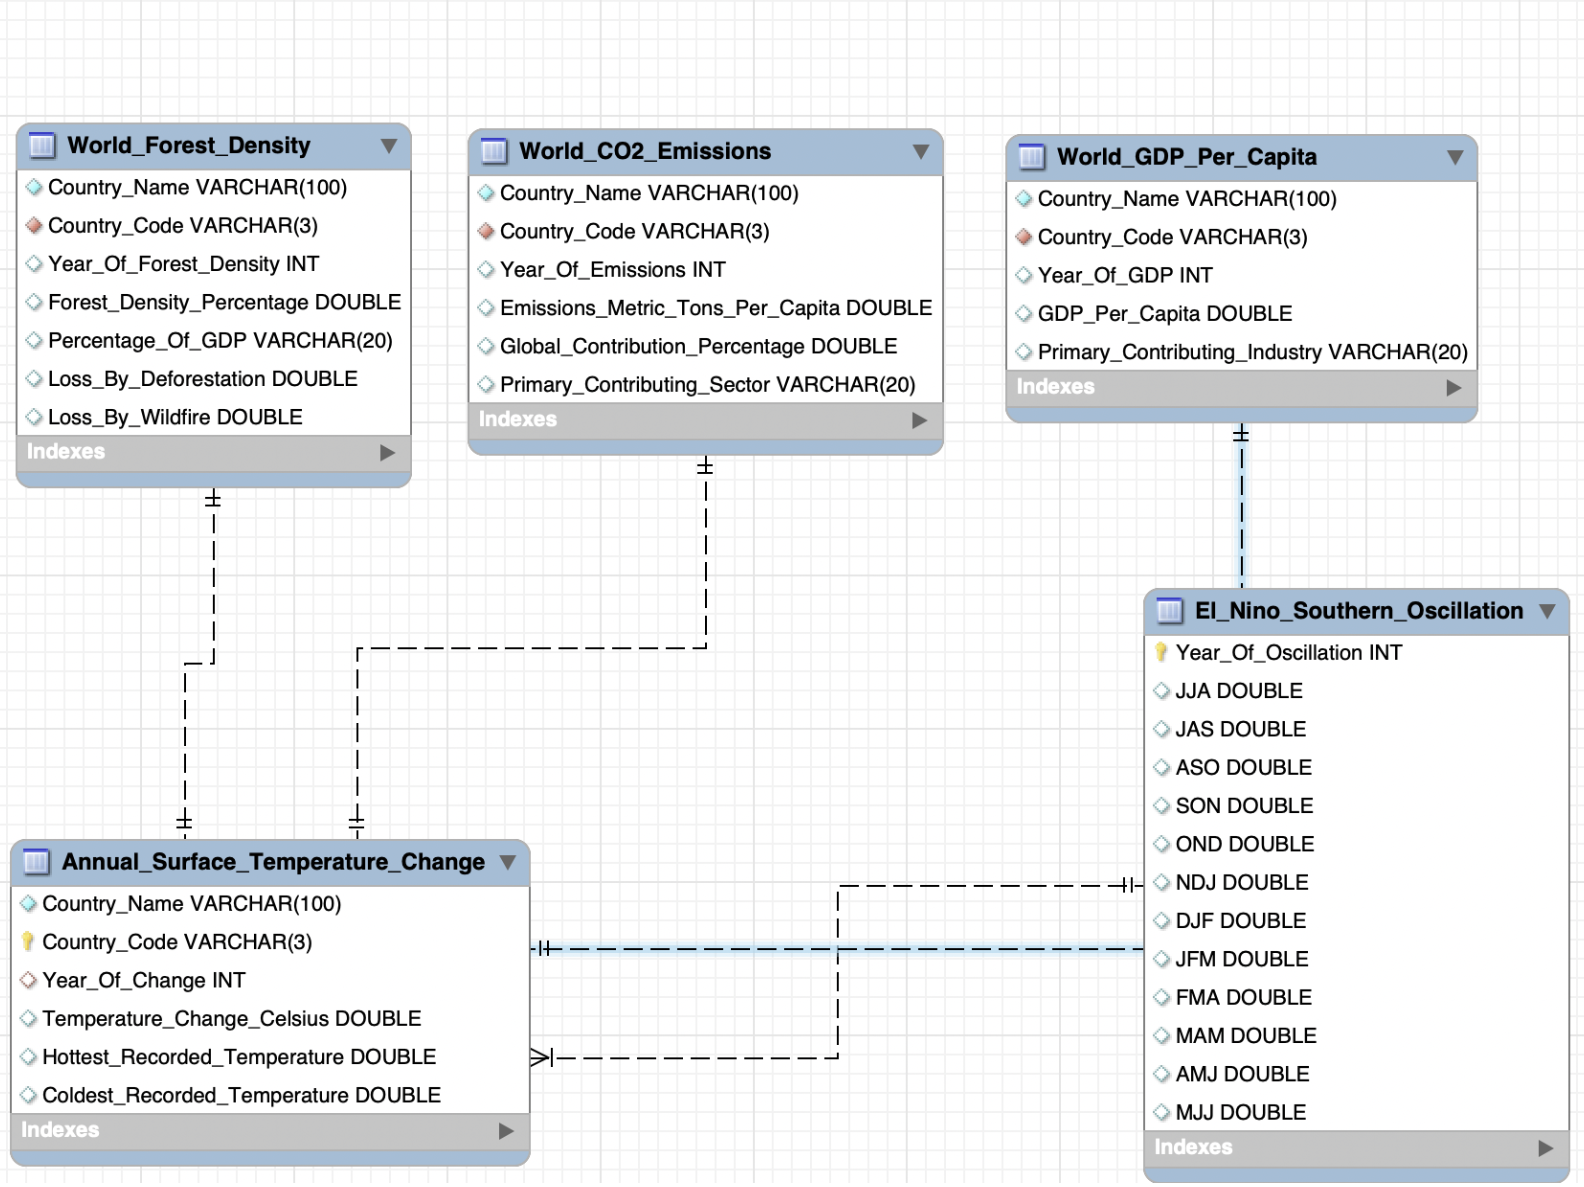 World_Forest_Density
Country_Name VARCHAR(100)
Country_Code VARCHAR(3)
Year_Of_Forest_Density INT
Forest_Density_Percentage DOUBLE
Percentage_Of_GDP VARCHAR(20)
Loss_By_Deforestation DOUBLE
Loss_By_Wildfire DOUBLE
Indexes
World_CO2_Emissions
Country_Name VARCHAR(100)
Country_Code VARCHAR(3)
Year_Of_Emissions INT
Emissions_Metric_Tons_Per_Capita DOUBLE
Global_Contribution_Percentage DOUBLE
Primary_Contributing_Sector VARCHAR(20)
Indexes
World_GDP_Per_Capita
Country_Name VARCHAR(100)
Country_Code VARCHAR(3)
Year_Of_GDP INT
GDP_Per_Capita DOUBLE
Primary_Contributing_Industry VARCHAR(20)
Indexes
Annual_Surface_Temperature_Change
Country_Name VARCHAR(100)
Country_Code VARCHAR(3)
Year_Of_Change INT
Temperature_Change_Celsius DOUBLE
Hottest_Recorded_Temperature DOUBLE
Coldest_Recorded_Temperature DOUBLE
Indexes
El_Nino_Southern_Oscillation
Year_Of_Oscillation INT
JJA DOUBLE
JAS DOUBLE
ASO DOUBLE
SON DOUBLE
OND DOUBLE
NDJ DOUBLE
DJF DOUBLE
JFM DOUBLE
FMA DOUBLE
MAM DOUBLE
AMJ DOUBLE
MJJ DOUBLE
Indexes